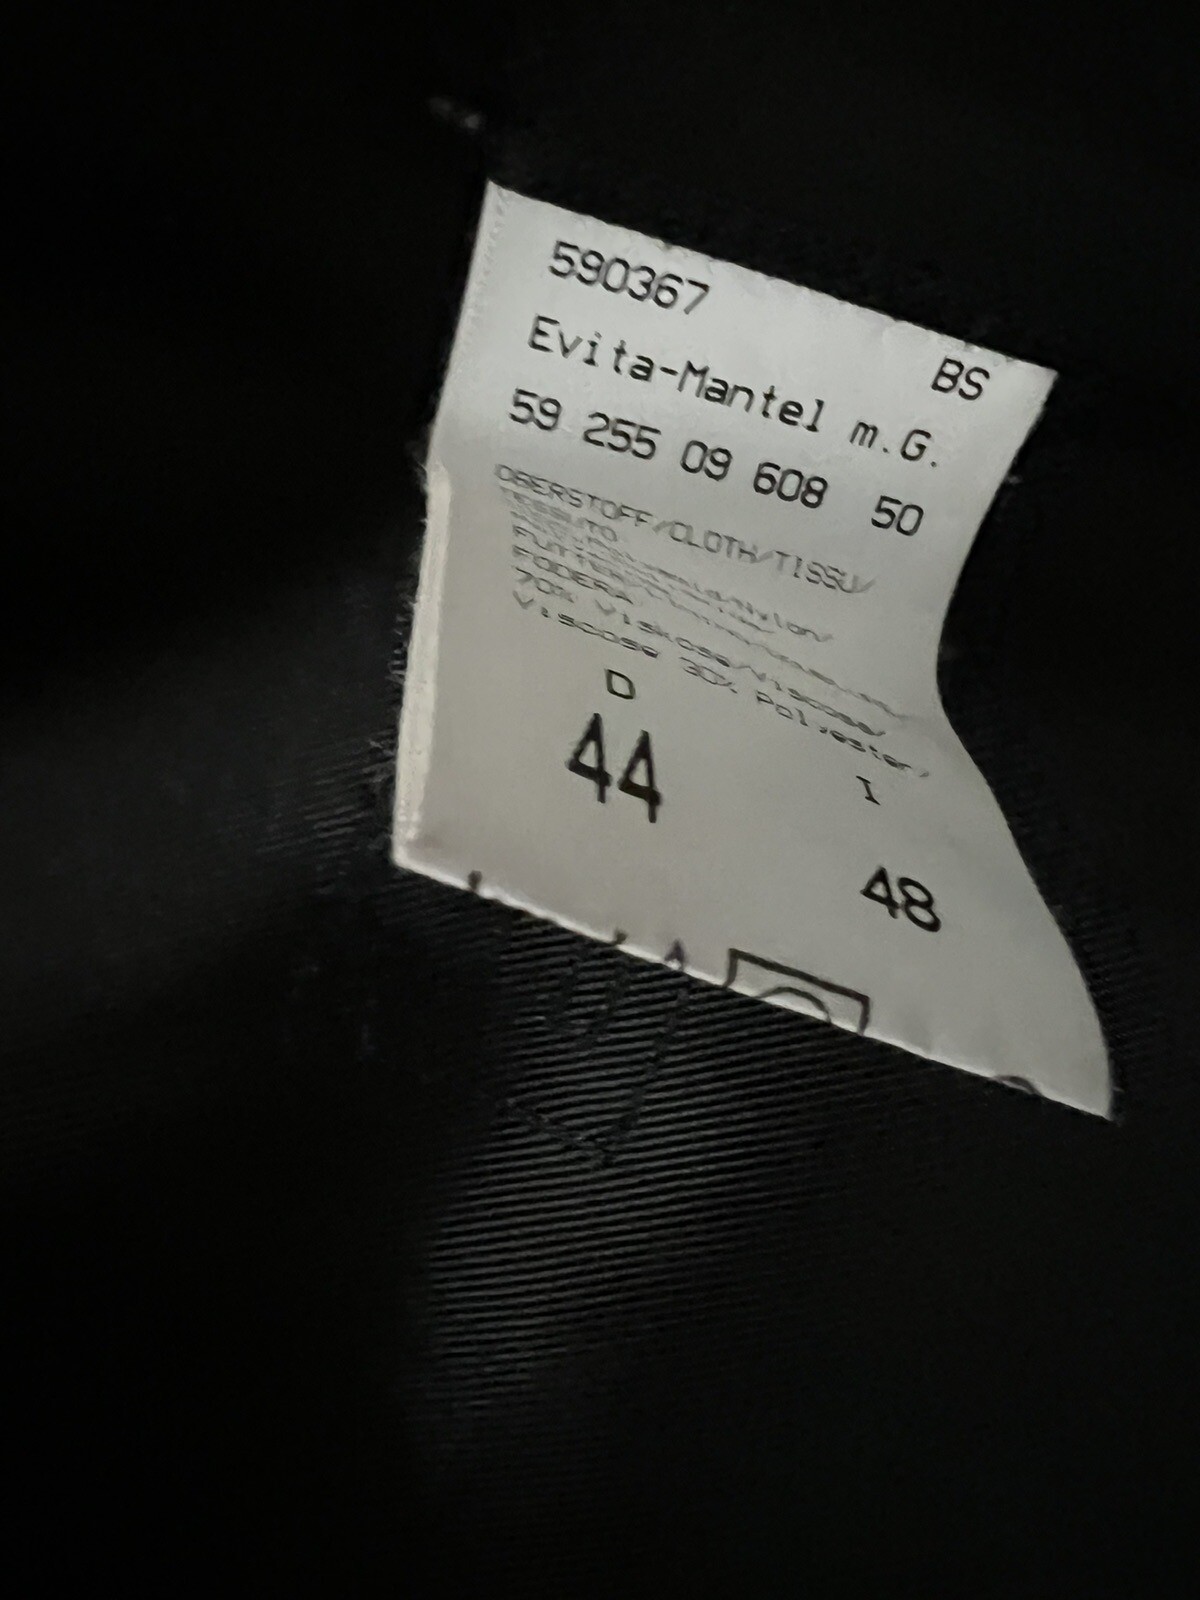 590367 BS
Evita-Mantel m.G.
59 255 09 608 50
OBERSTOFF/CLOTH/TISSU/
TESSUTO
FODERA
70% Viskose/Viscose/
Viscose 30% Polyester/
D I
44 48